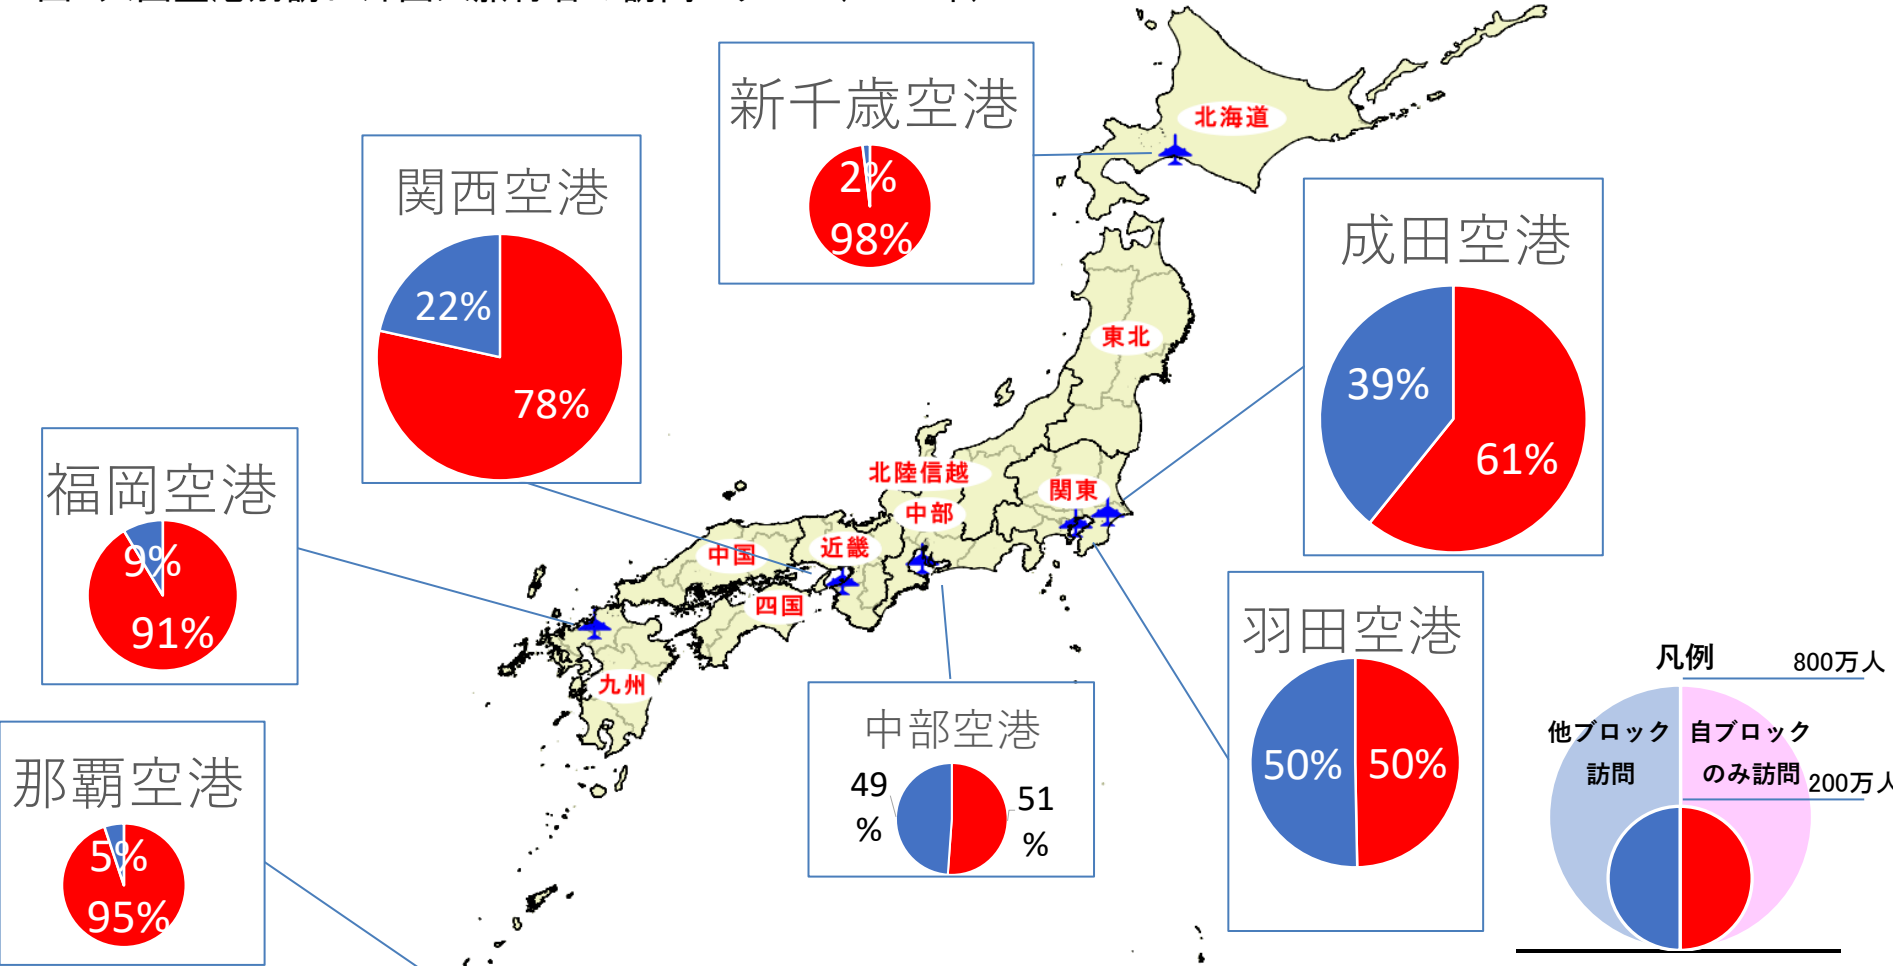 新千歳空港
2%
98%
北海道
関西空港
22%
78%
成田空港
39%
61%
東北
福岡空港
9%
91%
北陸信越
関東
中部
近畿
中国
四国
九州
羽田空港
50%
50%
中部空港
49
%
51
%
那覇空港
5%
95%
凡例
800万人
他ブロック
訪問
自ブロック
のみ訪問
200万人